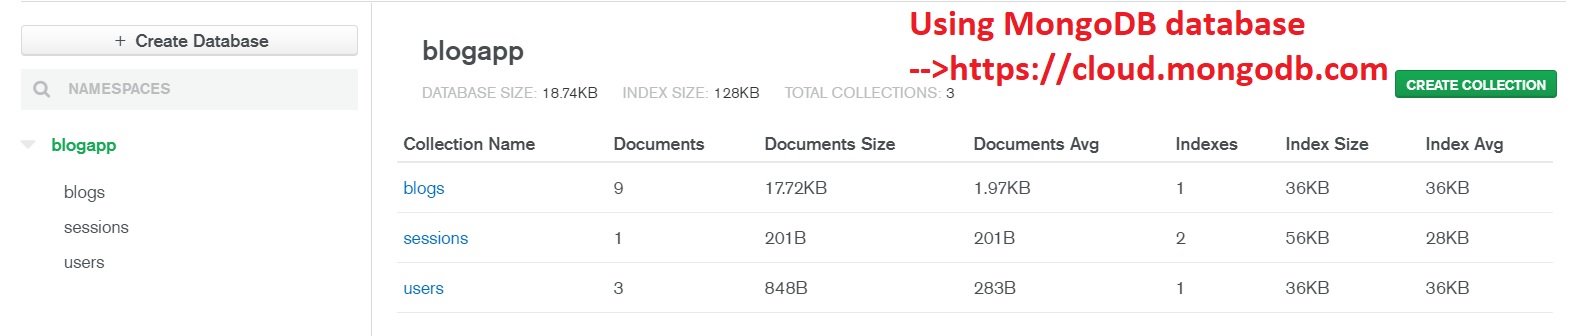 + Create Database
NAMESPACES
blogapp
blogs
sessions
users
blogapp
Using MongoDB database
-->https://cloud.mongodb.com
DATABASE SIZE: 18.74KB INDEX SIZE: 128KB TOTAL COLLECTIONS: 3
CREATE COLLECTION
Collection Name Documents Documents Size Documents Avg Indexes Index Size Index Avg
blogs 9 17.72KB 1.97KB 1 36KB 36KB
sessions 1 201B 201B 2 56KB 28KB
users 3 848B 283B 1 36KB 36KB